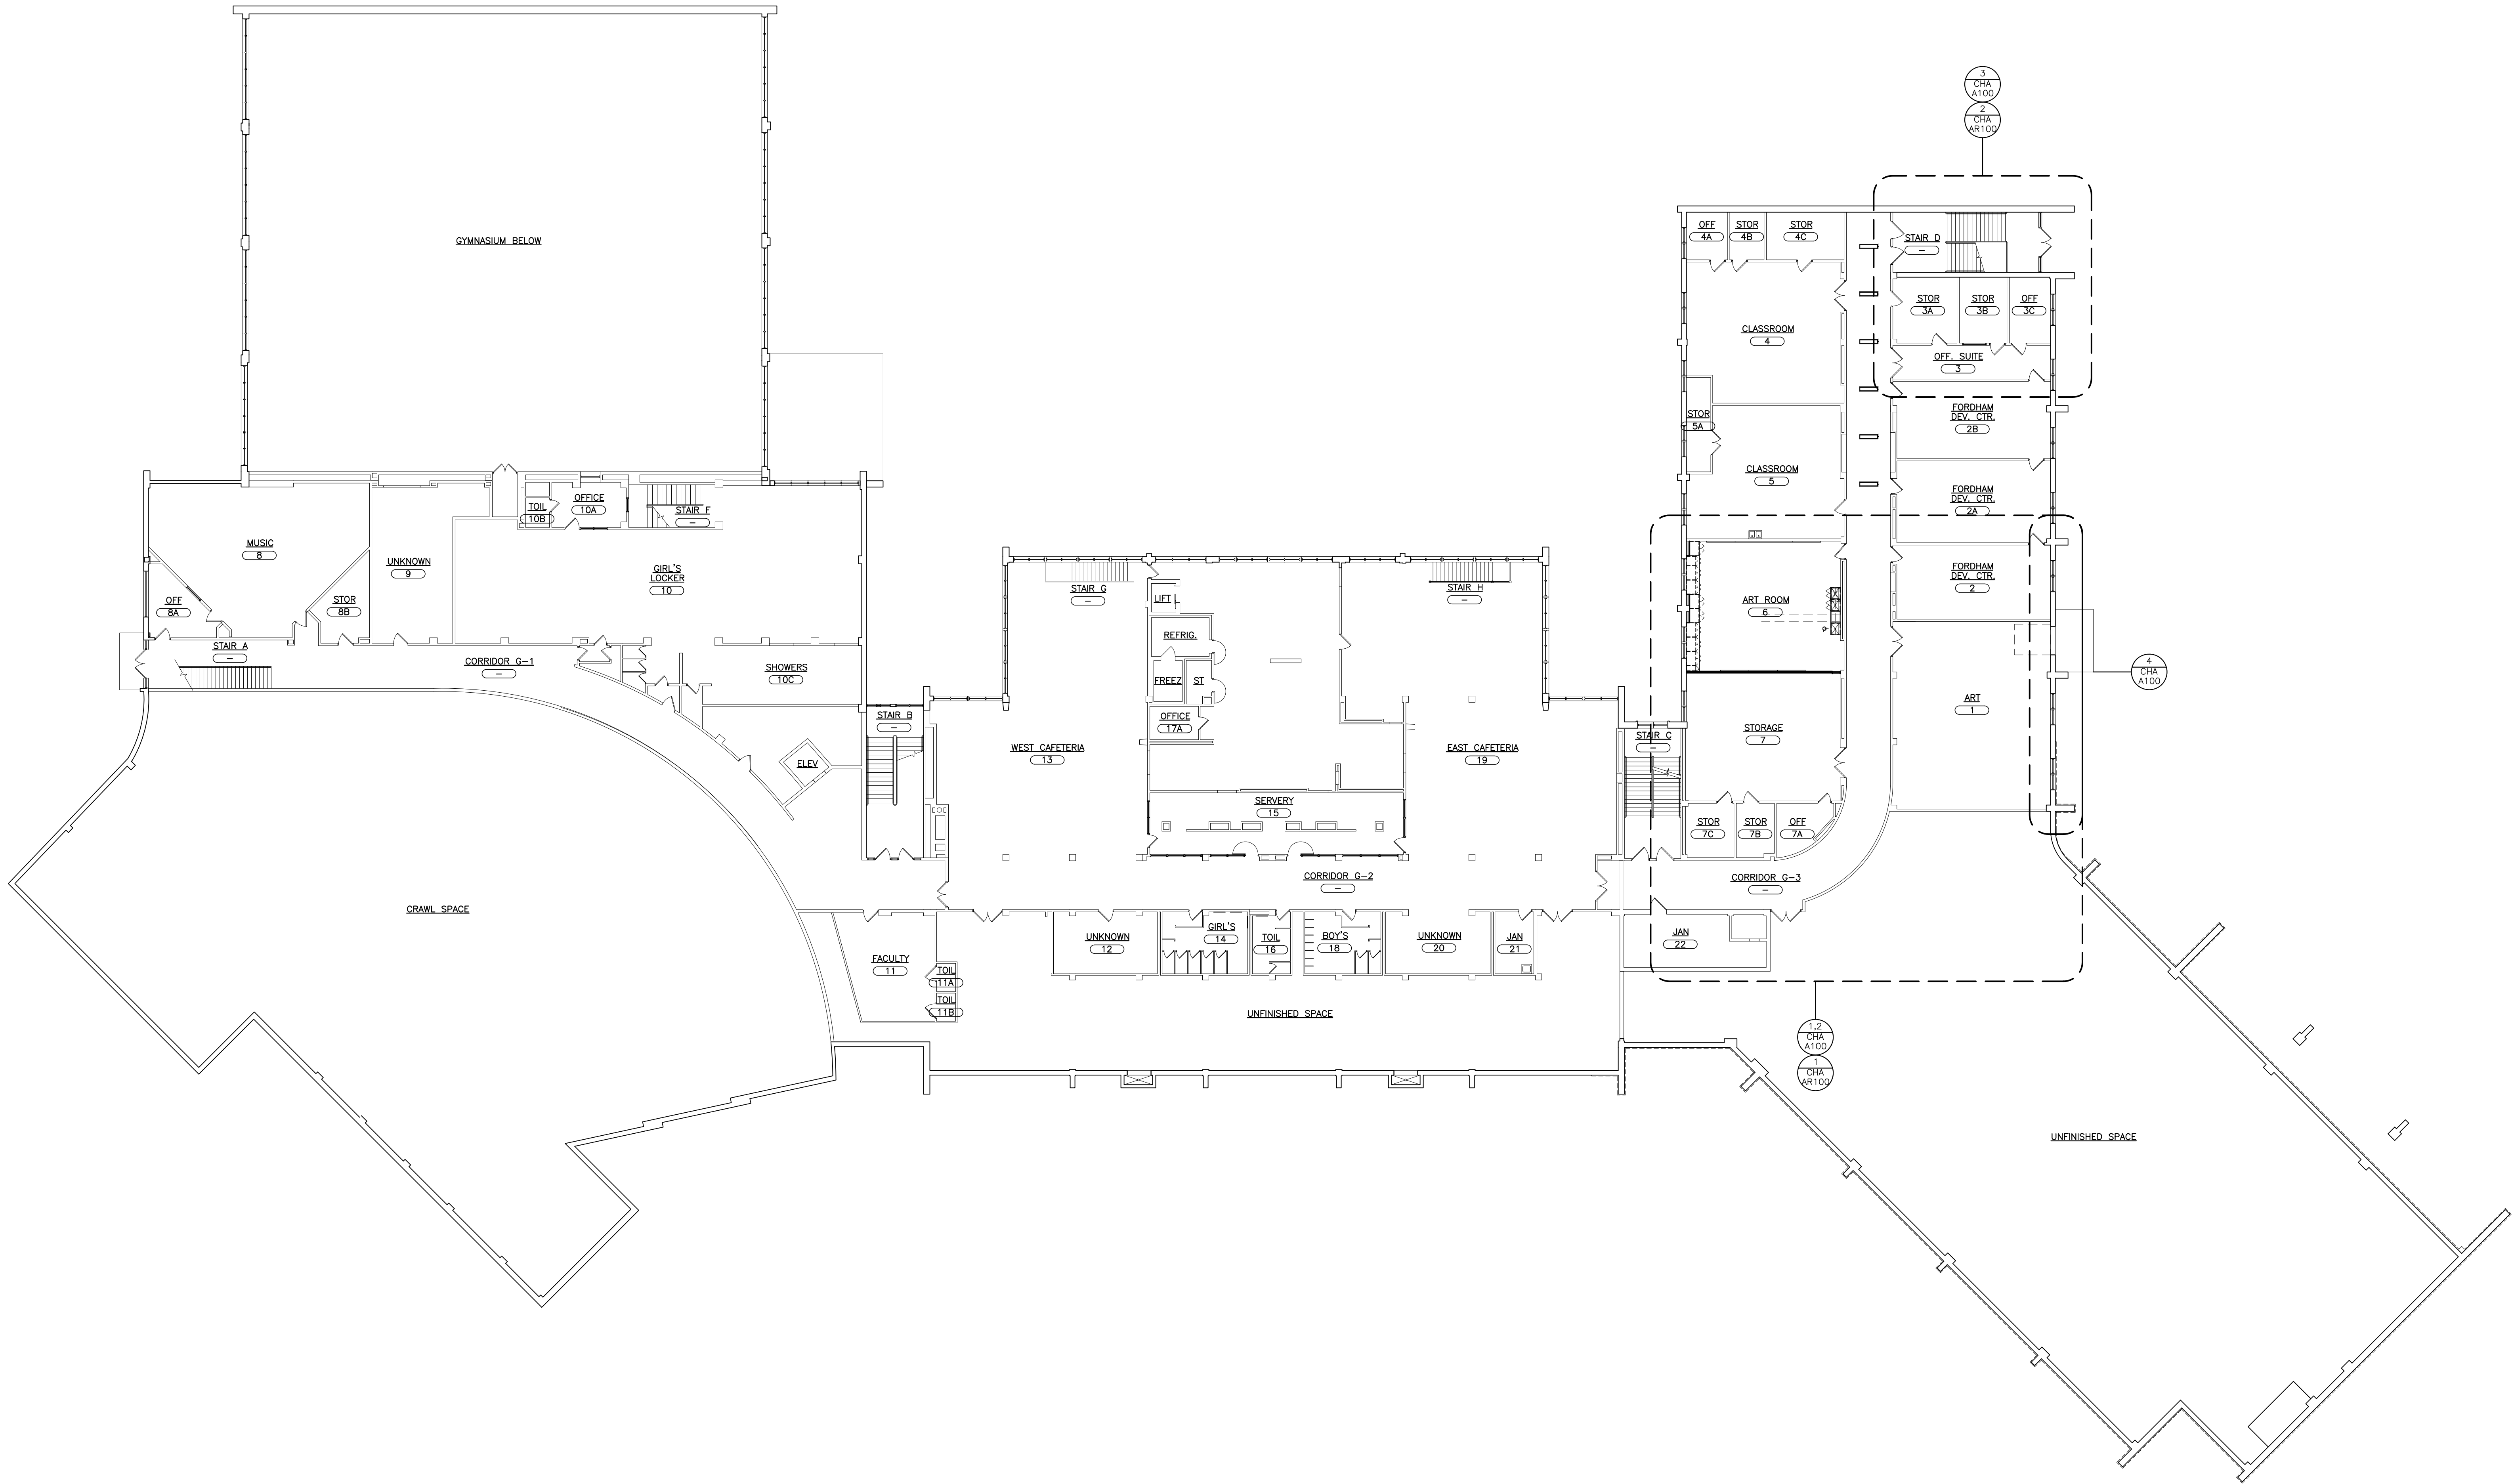 GYMNASIUM BELOW
3
CHA
A100
2
CHA
AR100
OFF
4A
STOR
4B
STOR
4C
STAIR D
-
STOR
3A
STOR
3B
OFF
3C
CLASSROOM
4
OFF. SUITE
3
STOR
5A
FORDHAM
DEV. CTR.
2B
CLASSROOM
5
FORDHAM
DEV. CTR.
2A
TOIL
10B
OFFICE
10A
STAIR F
-
MUSIC
8
UNKNOWN
9
GIRL'S
LOCKER
10
OFF
8A
STOR
8B
STAIR A
-
CORRIDOR G-1
-
SHOWERS
10C
STAIR G
-
LIFT
STAIR H
-
ART ROOM
6
FORDHAM
DEV. CTR.
2
REFRIG.
FREEZ
ST
4
CHA
A100
STAIR B
-
OFFICE
17A
ART
1
STORAGE
7
STAIR C
-
ELEV
WEST CAFETERIA
13
EAST CAFETERIA
19
SERVERY
15
STOR
7C
STOR
7B
OFF
7A
CORRIDOR G-2
-
CORRIDOR G-3
-
CRAWL SPACE
FACULTY
11
TOIL
11A
TOIL
11B
UNKNOWN
12
GIRL'S
14
TOIL
16
BOY'S
18
UNKNOWN
20
JAN
21
JAN
22
UNFINISHED SPACE
1,2
CHA
A100
1
CHA
AR100
UNFINISHED SPACE